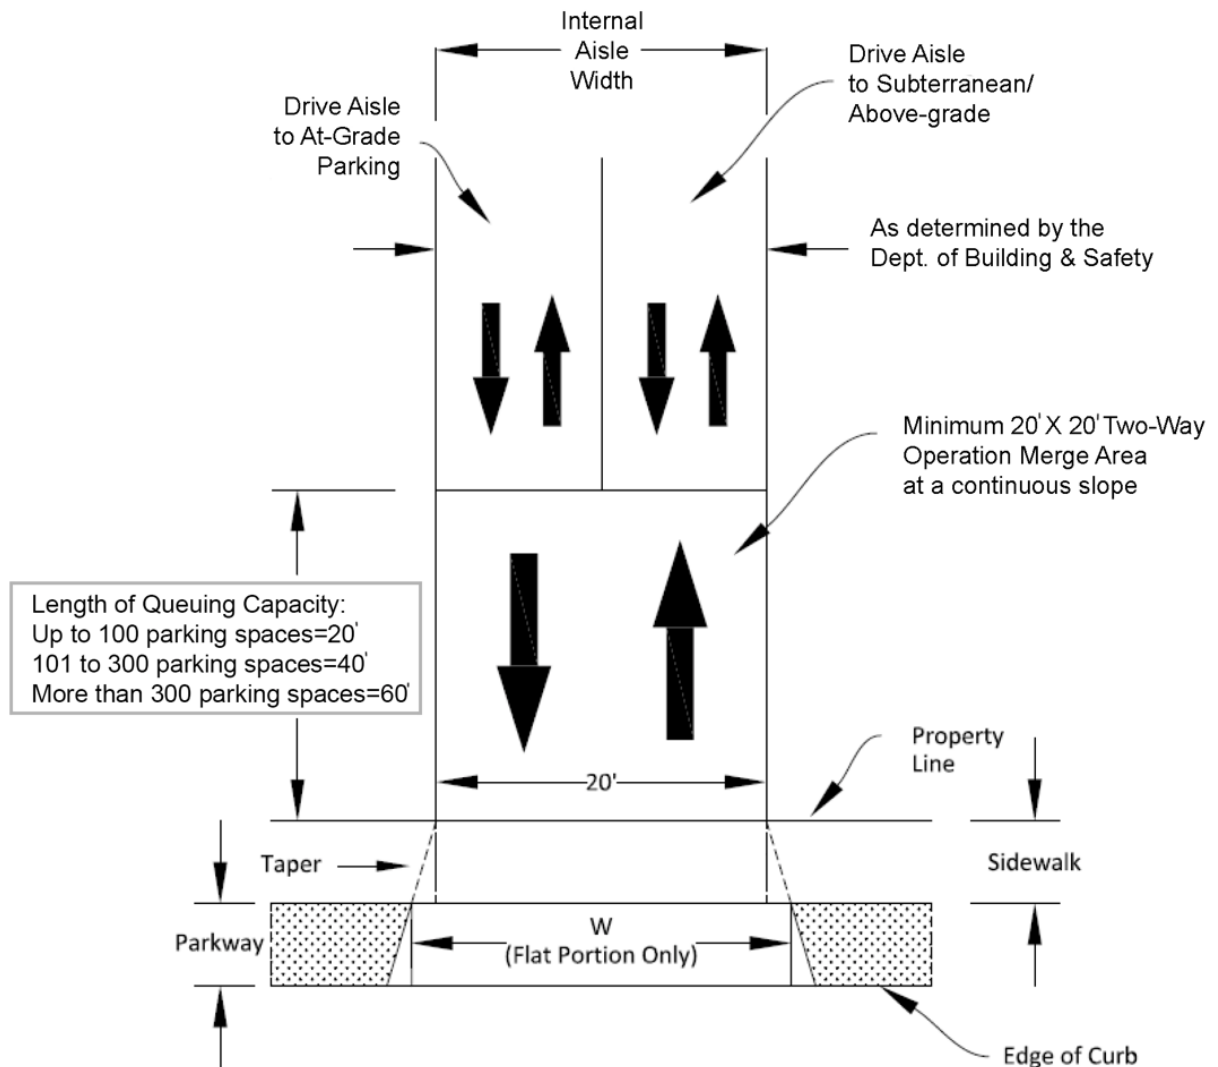 Internal
Aisle
Width
Drive Aisle
to Subterranean/
Above-grade
Drive Aisle
to At-Grade
Parking
As determined by the
Dept. of Building & Safety
Minimum 20' X 20' Two-Way
Operation Merge Area
at a continuous slope
Length of Queuing Capacity:
Up to 100 parking spaces=20'
101 to 300 parking spaces=40'
More than 300 parking spaces=60'
Property
Line
20'
Taper
Sidewalk
Parkway
W
(Flat Portion Only)
Edge of Curb